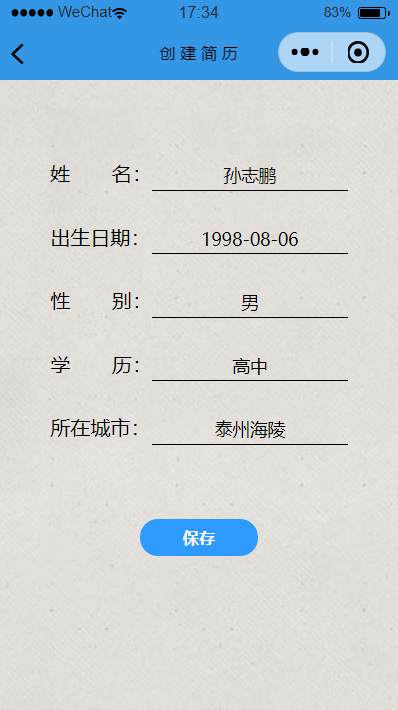 ●●●●● WeChat 17:34 83%
创建简历
姓 名： 孙志鹏
出生日期： 1998-08-06
性 别： 男
学 历： 高中
所在城市： 泰州海陵
保存